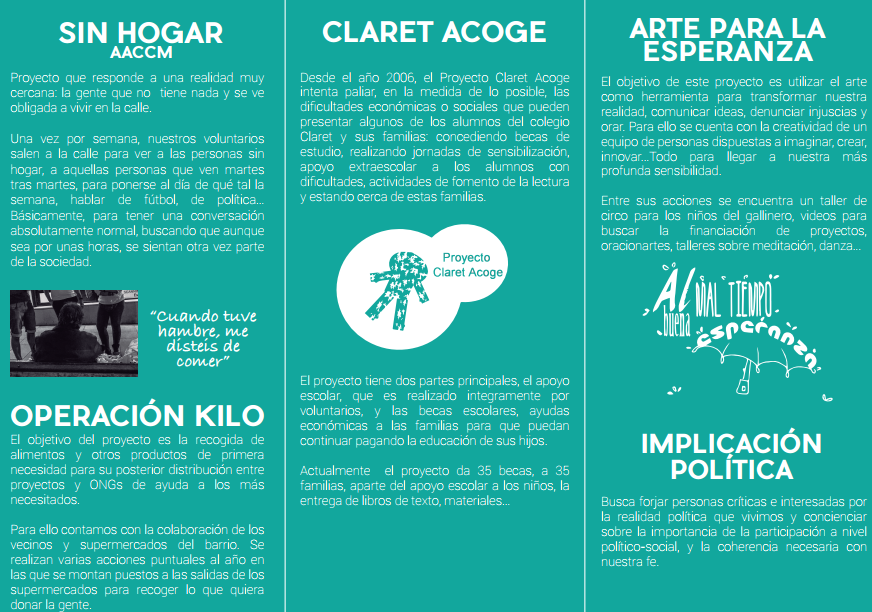 SIN HOGAR
AACCM
Proyecto que responde a una realidad muy
cercana: la gente que no tiene nada y se ve
obligada a vivir en la calle.
Una vez por semana, nuestros voluntarios
salen a la calle para ver a las personas sin
hogar, a aquellas personas que ven martes
tras martes, para ponerse al día de qué tal la
semana, hablar de fútbol, de política...
Básicamente, para tener una conversación
absolutamente normal, buscando que aunque
sea por unas horas, se sientan otra vez parte
de la sociedad.
“Cuando tuve
hambre, me
disteis de
comer”
OPERACIÓN KILO
El objetivo del proyecto es la recogida de
alimentos y otros productos de primera
necesidad para su posterior distribución entre
proyectos y ONGs de ayuda a los más
necesitados.
Para ello contamos con la colaboración de los
vecinos y supermercados del barrio. Se
realizan varias acciones puntuales al año en
las que se montan puestos a las salidas de los
supermercados para recoger lo que quiera
donar la gente.
CLARET ACOGE
Desde el año 2006, el Proyecto Claret Acoge
intenta paliar, en la medida de lo posible, las
dificultades económicas o sociales que pueden
presentar algunos de los alumnos del colegio
Claret y sus familias: concediendo becas de
estudio, realizando jornadas de sensibilización,
apoyo extraescolar a los alumnos con
dificultades, actividades de fomento de la lectura
y estando cerca de estas familias.
Proyecto
Claret Acoge
El proyecto tiene dos partes principales, el apoyo
escolar, que es realizado integramente por
voluntarios, y las becas escolares, ayudas
económicas a las familias para que puedan
continuar pagando la educación de sus hijos.
Actualmente el proyecto da 35 becas, a 35
familias, aparte del apoyo escolar a los niños, la
entrega de libros de texto, materiales...
ARTE PARA LA
ESPERANZA
El objetivo de este proyecto es utilizar el arte
como herramienta para transformar nuestra
realidad, comunicar ideas, denunciar injuscias y
orar. Para ello se cuenta con la creatividad de un
equipo de personas dispuestas a imaginar, crear,
innovar...Todo para llegar a nuestra más
profunda sensibilidad.
Entre sus acciones se encuentra un taller de
circo para los niños del gallinero, videos para
buscar la financiación de proyectos,
oracionartes, talleres sobre meditación, danza...
Al MAL TIEMPO
buena esperanza
IMPLICACIÓN
POLÍTICA
Busca forjar personas críticas e interesadas por
la realidad política que vivimos y concienciar
sobre la importancia de la participación a nivel
político-social, y la coherencia necesaria con
nuestra fe.